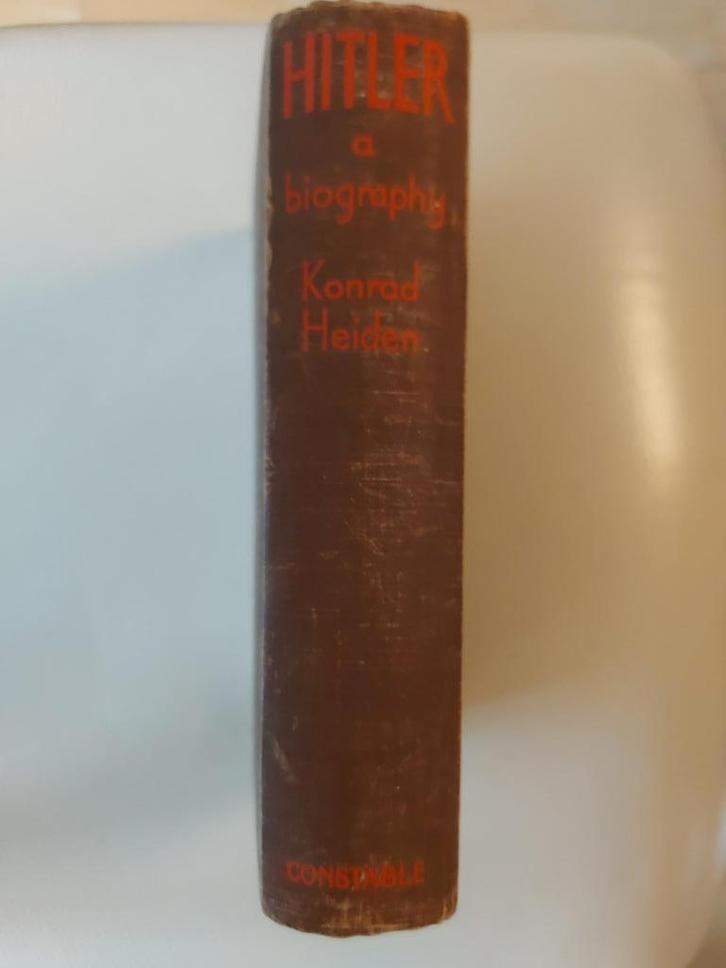 HITLER
a
biography
Konrad
Heiden
CONSTABLE